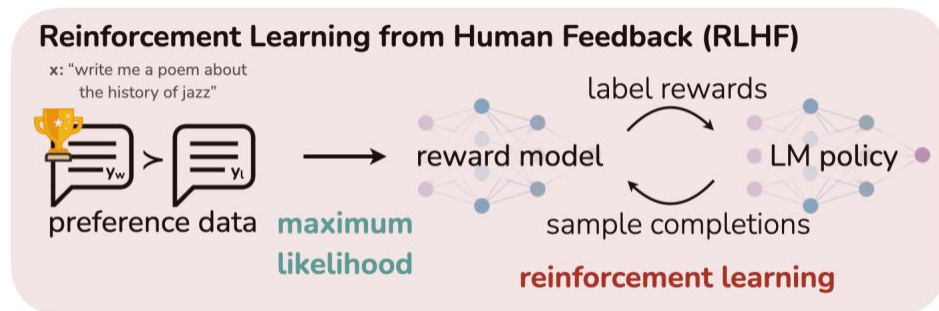 Reinforcement Learning from Human Feedback (RLHF)
x: “write me a poem about
the history of jazz”
label rewards
yw > yl
reward model
LM policy
preference data
maximum
likelihood
sample completions
reinforcement learning